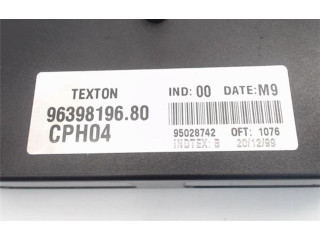 TEXTON IND: 00 DATE: M9
96398196.80
CPH04
95028742 OFT: 1076
INDTEX: B 20/12/99